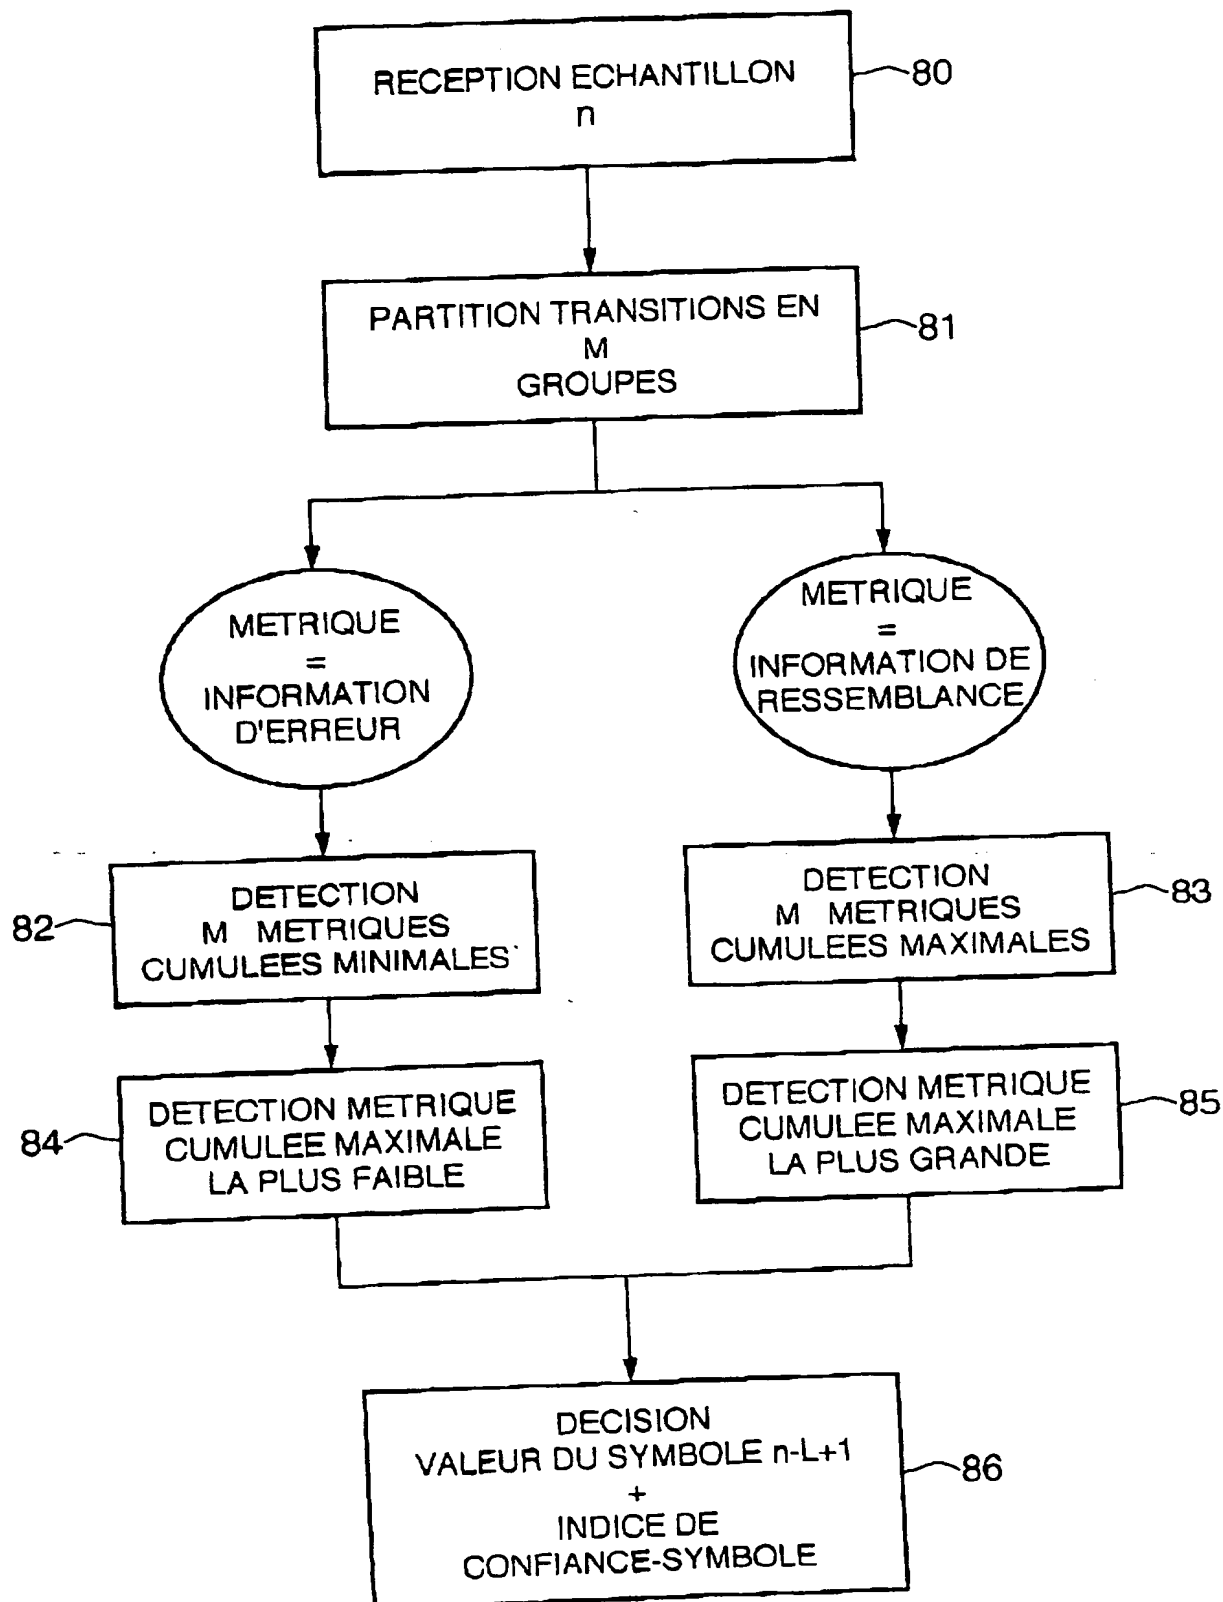 RECEPTION ECHANTILLON
n
80
PARTITION TRANSITIONS EN
M
GROUPES
81
METRIQUE
=
INFORMATION
D'ERREUR
METRIQUE
=
INFORMATION DE
RESSEMBLANCE
DETECTION
M METRIQUES
CUMULEES MINIMALES
82
DETECTION
M METRIQUES
CUMULEES MAXIMALES
83
DETECTION METRIQUE
CUMULEE MAXIMALE
LA PLUS FAIBLE
84
DETECTION METRIQUE
CUMULEE MAXIMALE
LA PLUS GRANDE
85
DECISION
VALEUR DU SYMBOLE n-L+1
+
INDICE DE
CONFIANCE-SYMBOLE
86